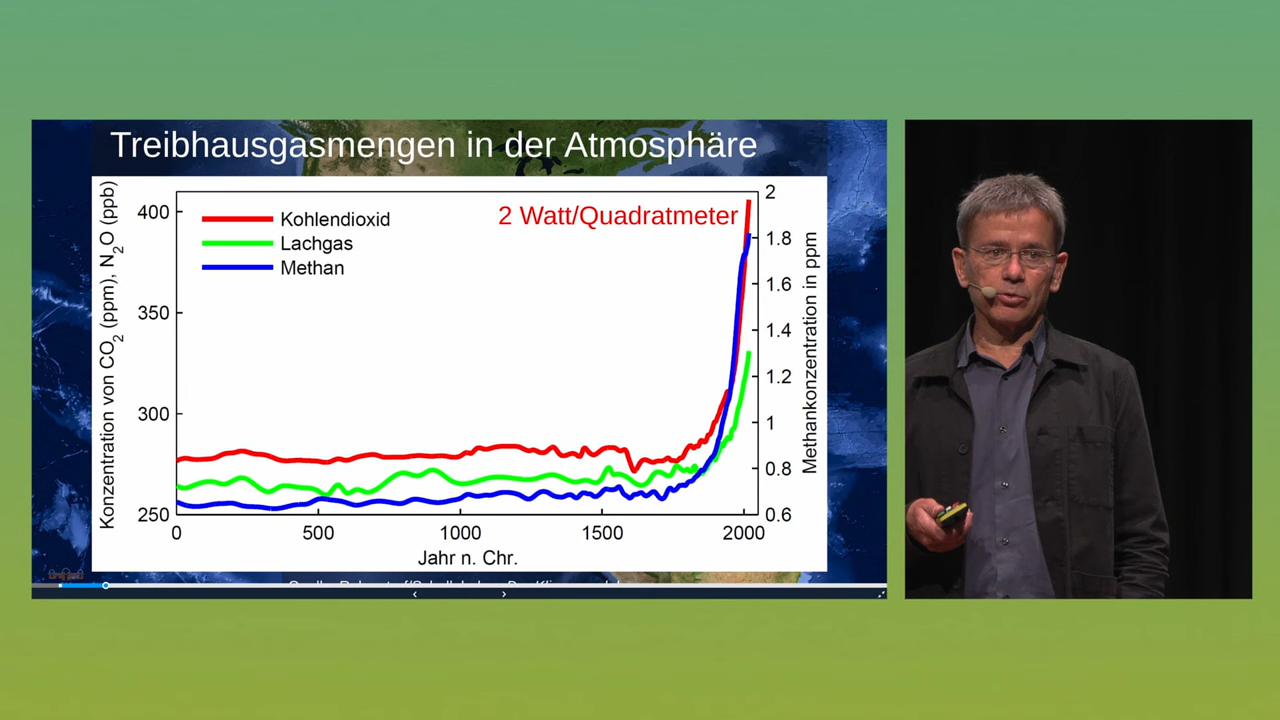 Treibhausgasmengen in der Atmosphäre
Konzentration von CO2 (ppm), N2O (ppb)
400
350
300
250
Kohlendioxid
Lachgas
Methan
2 Watt/Quadratmeter
2
1.8
1.6
1.4
1.2
1
0.8
0.6
Methankonzentration in ppm
0 500 1000 1500 2000
Jahr n. Chr.